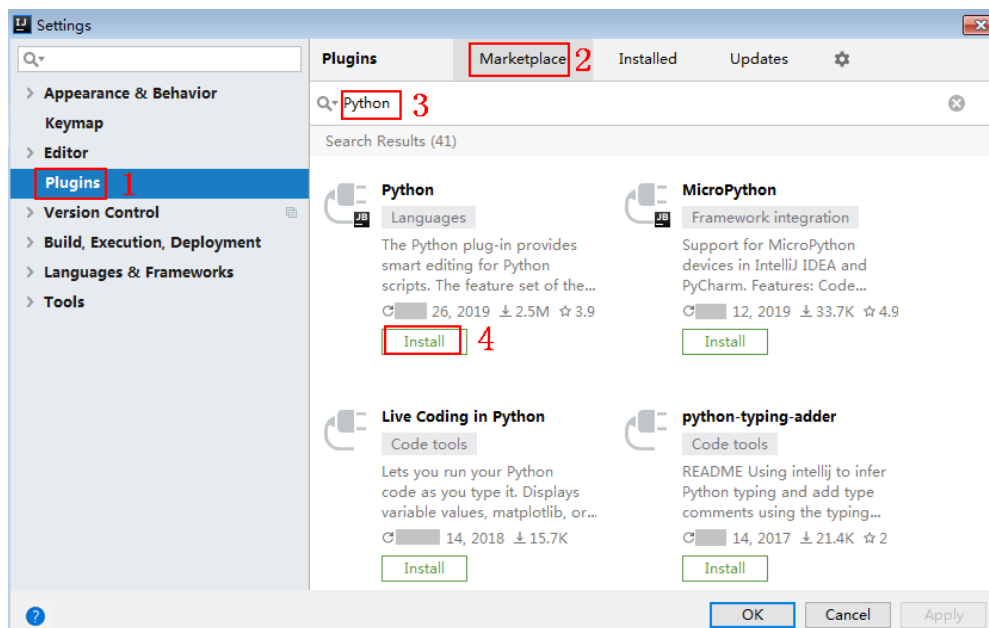 IJ Settings
Plugins Marketplace 2 Installed Updates
Python 3
Search Results (41)
Appearance & Behavior
Keymap
Editor
Plugins 1
Version Control
Build, Execution, Deployment
Languages & Frameworks
Tools
Python
JB Languages
The Python plug-in provides
smart editing for Python
scripts. The feature set of the...
26, 2019 2.5M 3.9
Install 4
MicroPython
JB Framework integration
Support for MicroPython
devices in IntelliJ IDEA and
PyCharm. Features: Code...
12, 2019 33.7K 4.9
Install
Live Coding in Python
Code tools
Lets you run your Python
code as you type it. Displays
variable values, matplotlib, or...
14, 2018 15.7K
Install
python-typing-adder
Code tools
README Using intellij to infer
Python typing and add type
comments using the typing...
14, 2017 21.4K 2
Install
? OK Cancel Apply